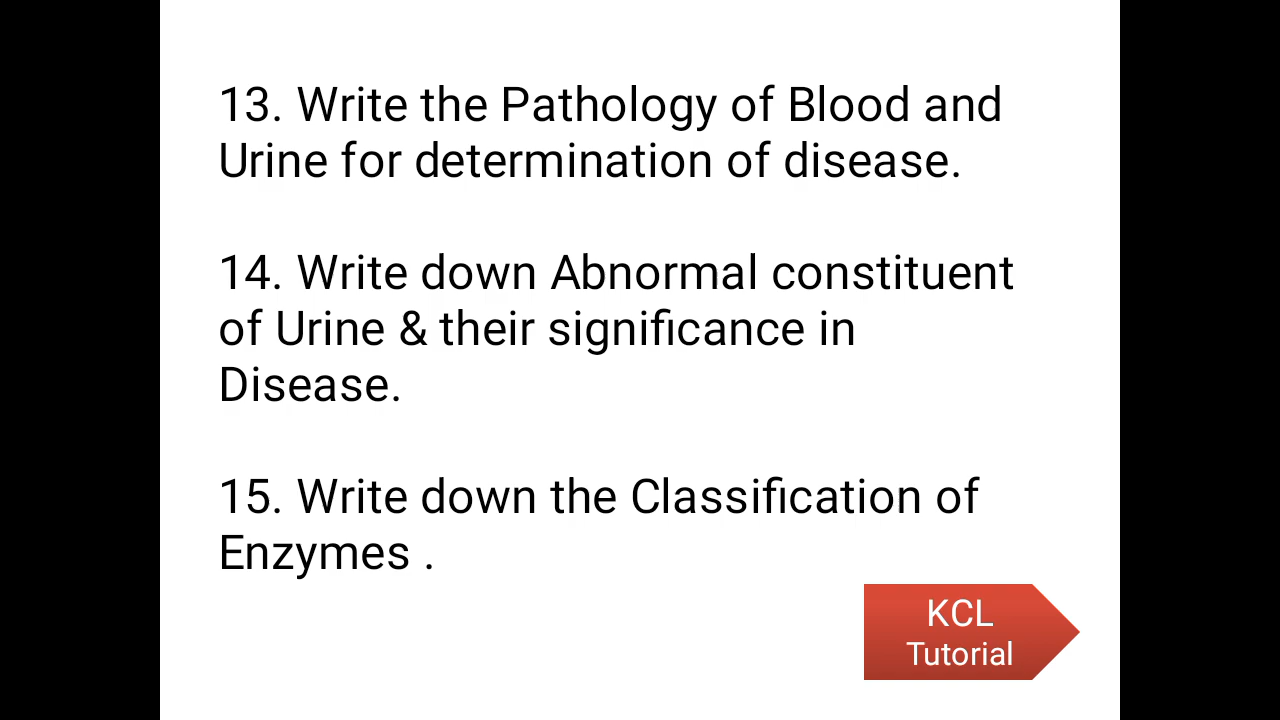 13. Write the Pathology of Blood and
Urine for determination of disease.
14. Write down Abnormal constituent
of Urine & their significance in
Disease.
15. Write down the Classification of
Enzymes .
KCL
Tutorial